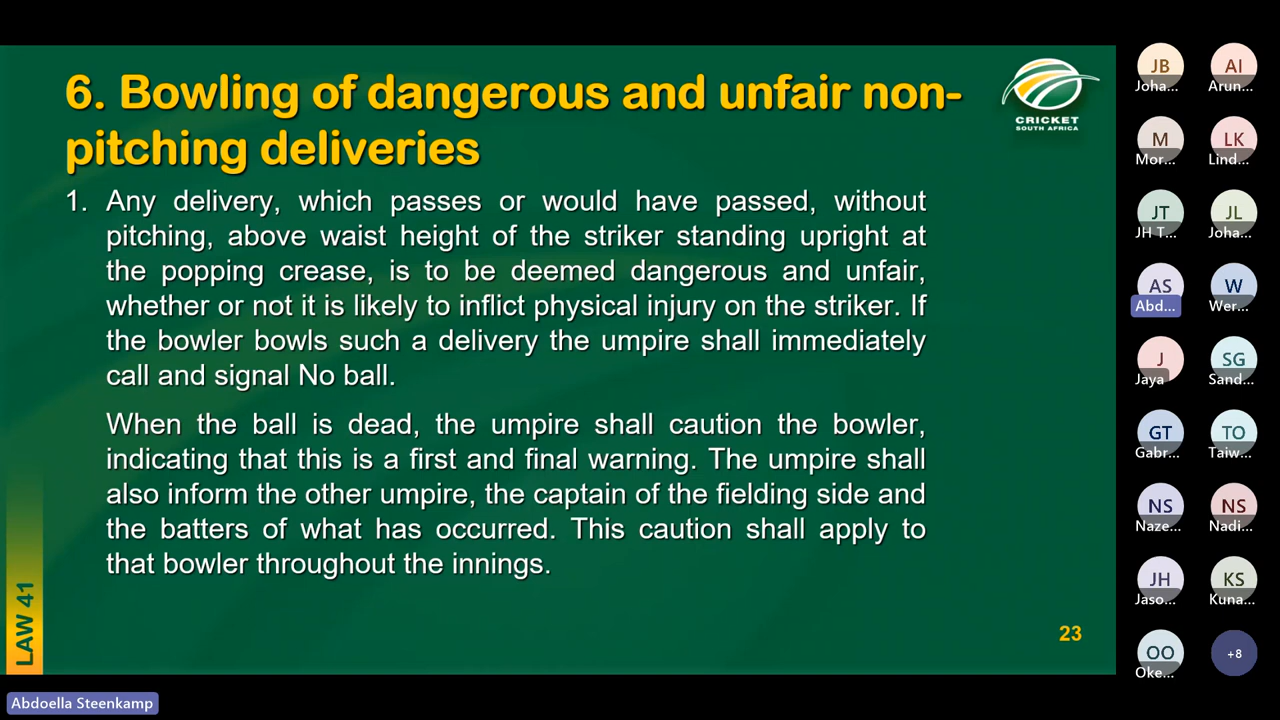 6. Bowling of dangerous and unfair non-
pitching deliveries
CRICKET
SOUTH AFRICA
1. Any delivery, which passes or would have passed, without
pitching, above waist height of the striker standing upright at
the popping crease, is to be deemed dangerous and unfair,
whether or not it is likely to inflict physical injury on the striker. If
the bowler bowls such a delivery the umpire shall immediately
call and signal No ball.
When the ball is dead, the umpire shall caution the bowler,
indicating that this is a first and final warning. The umpire shall
also inform the other umpire, the captain of the fielding side and
the batters of what has occurred. This caution shall apply to
that bowler throughout the innings.
LAW 41
23
Abdoella Steenkamp
JB
Joha...
AI
Arun...
M
Mor...
LK
Lind...
JT
JH T...
JL
Joha...
AS
Abd...
W
Wer...
J
Jaya
SG
Sand...
GT
Gabr...
TO
Taiw...
NS
Naze...
NS
Nadi...
JH
Jaso...
KS
Kuna...
OO
Oke...
+8